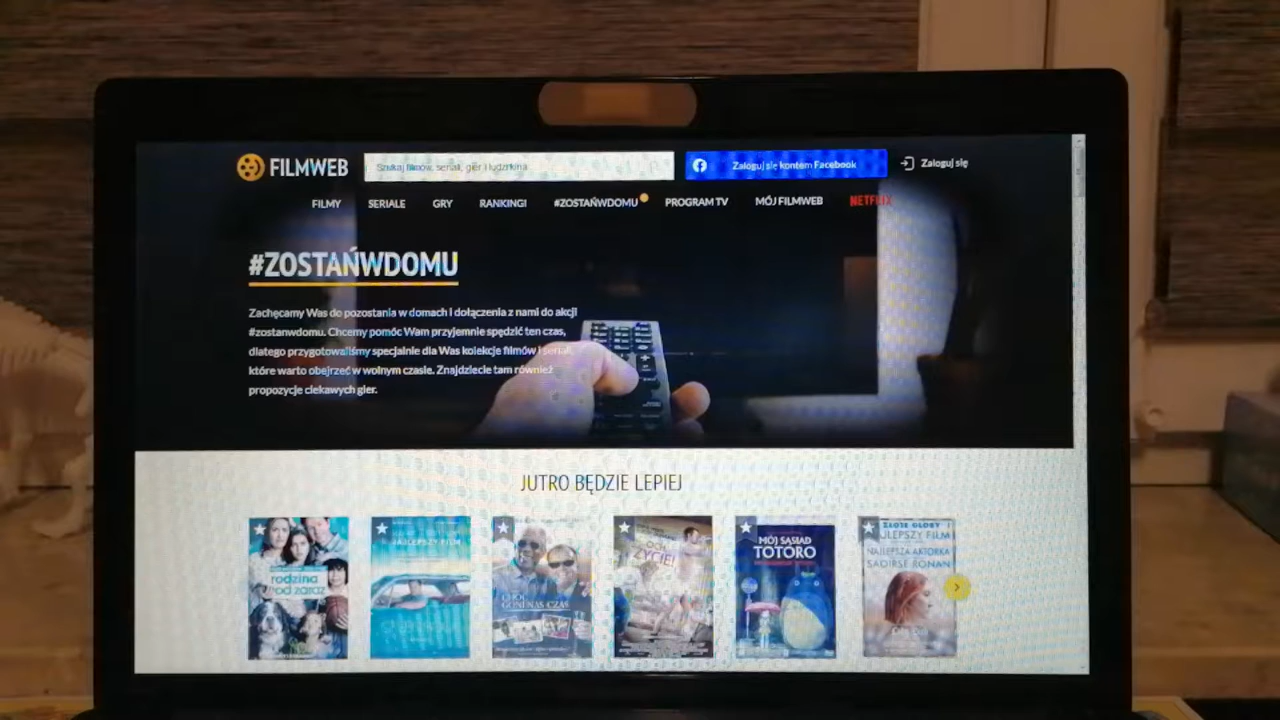 FILMWEB
Szukaj filmów, seriali, gier i ludzi kina
Zaloguj się kontem Facebook
Zaloguj się
FILMY SERIALE GRY RANKINGI #ZOSTAŃWDOMU PROGRAM TV MÓJ FILMWEB NETFLIX
#ZOSTAŃWDOMU
Zachęcamy Was do pozostania w domach i dołączenia z nami do akcji
#zostanwdomu. Chcemy pomóc Wam przyjemnie spędzić ten czas,
dlatego przygotowaliśmy specjalnie dla Was kolekcje filmów i seriali,
które warto obejrzeć w wolnym czasie. Znajdziecie tam również
propozycje ciekawych gier.
JUTRO BĘDZIE LEPIEJ
rodzina
od zaraz
NAJLEPSZY FILM
CHOĆ
GONI NAS CZAS
ŻYCIE!
MÓJ SĄSIAD
TOTORO
ZŁOTE GLOBY
NAJLEPSZY FILM
NAJLEPSZA AKTORKA
SAOIRSE RONAN